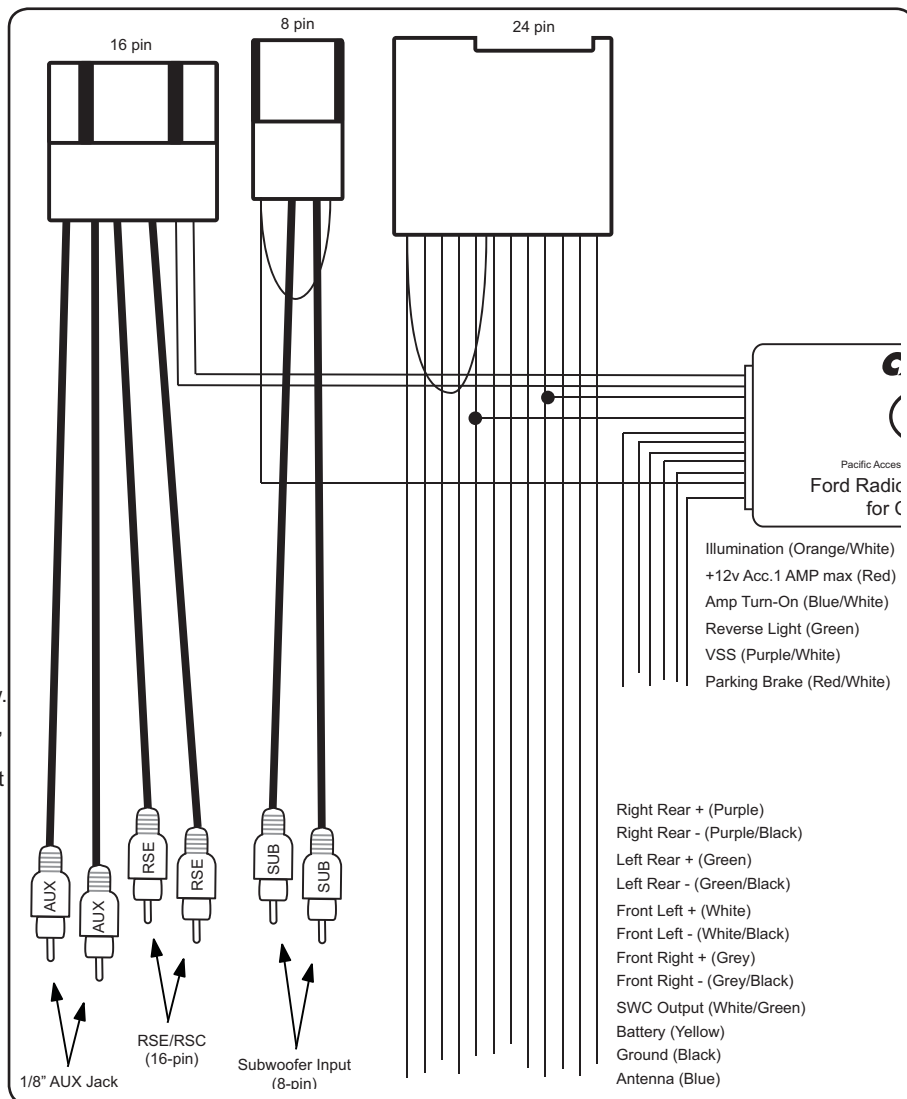 8 pin
24 pin
16 pin
Pacific
Ford
for
Illumination (Orange/White)
+12v Acc.1 AMP max (Red)
Amp Turn-On (Blue/White)
Reverse Light (Green)
VSS (Purple/White)
Parking Brake (Red/White)
Right Rear + (Purple)
Right Rear - (Purple/Black)
Left Rear + (Green)
Left Rear - (Green/Black)
Front Left + (White)
Front Left - (White/Black)
Front Right + (Grey)
Front Right - (Grey/Black)
SWC Output (White/Green)
Battery (Yellow)
Ground (Black)
Antenna (Blue)
AUX
AUX
RSE
RSE
SUB
SUB
RSE/RSC
(16-pin)
Subwoofer Input
(8-pin)
1/8" AUX Jack